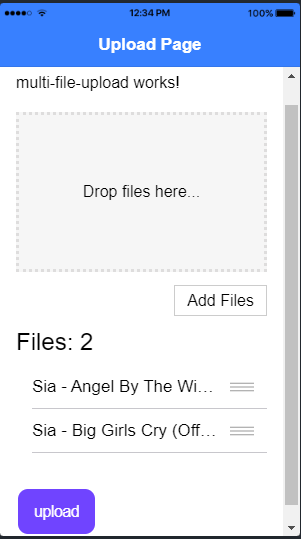 12:34 PM 100%
Upload Page
multi-file-upload works!
Drop files here...
Add Files
Files: 2
Sia - Angel By The Wi...
Sia - Big Girls Cry (Off...
upload